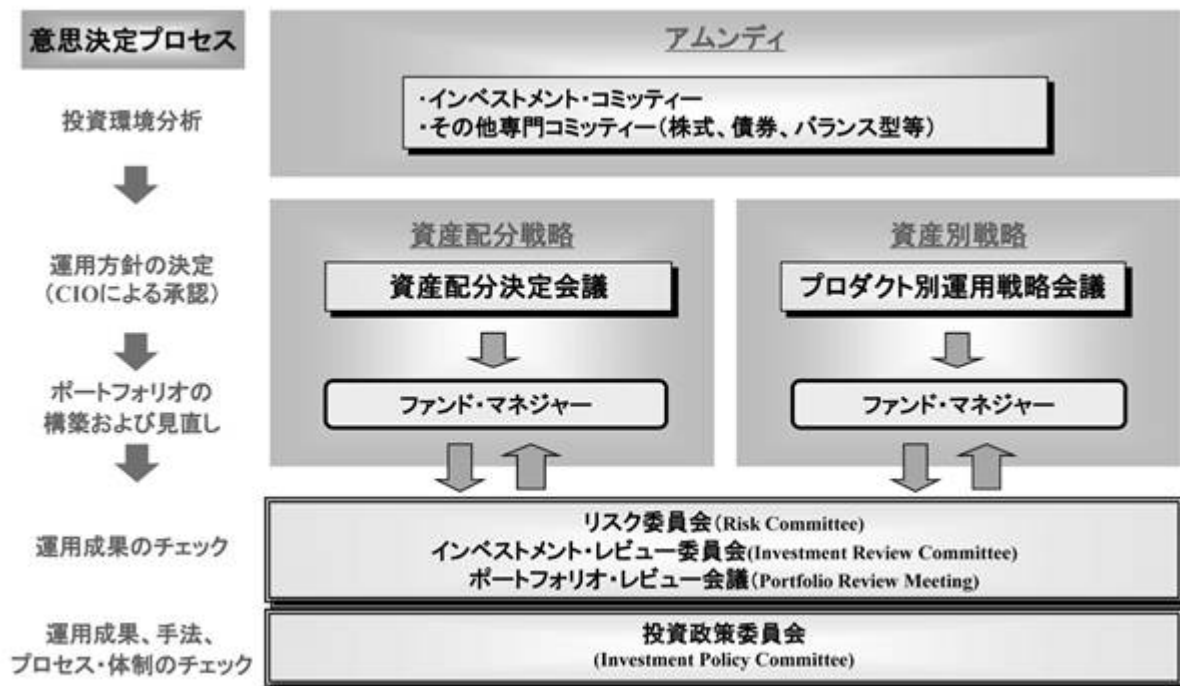 意思決定プロセス
アムンディ
投資環境分析
・インベストメント・コミッティー
・その他専門コミッティー（株式、債券、バランス型等）
運用方針の決定
（CIOによる承認）
資産配分戦略
資産配分決定会議
ファンド・マネジャー
資産別戦略
プロダクト別運用戦略会議
ファンド・マネジャー
ポートフォリオの
構築および見直し
運用成果のチェック
リスク委員会（Risk Committee）
インベストメント・レビュー委員会(Investment Review Committee)
ポートフォリオ・レビュー会議（Portfolio Review Meeting)
運用成果、手法、
プロセス・体制のチェック
投資政策委員会
(Investment Policy Committee)